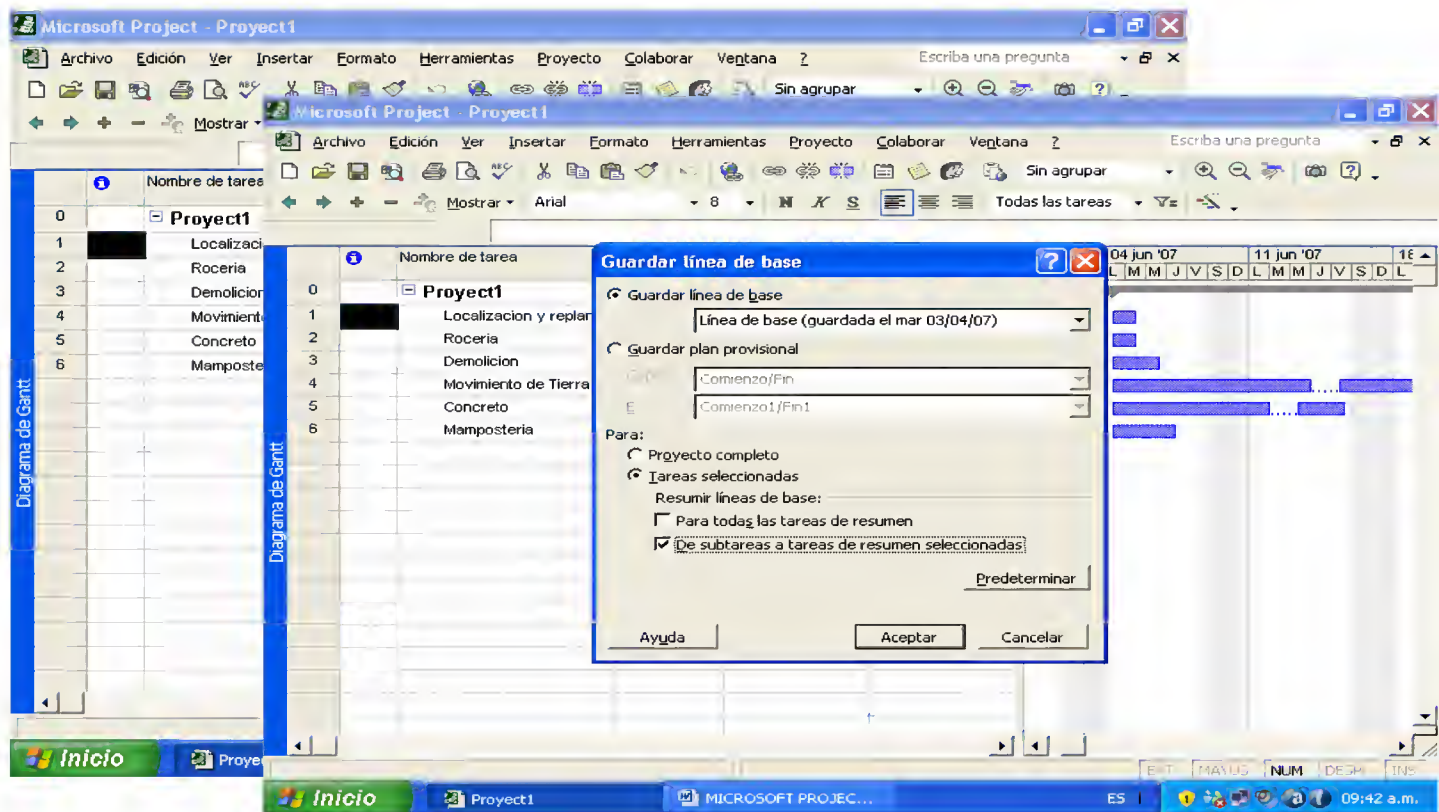 Microsoft Project - Proyect1
Archivo Edición Ver Insertar Formato Herramientas Proyecto Colaborar Ventana ? Escriba una pregunta
Sin agrupar
Mostrar
Nombre de tarea
0 Proyect1
1 Localizaci
2 Roceria
3 Demolicion
4 Movimient
5 Concreto
6 Mamposte
Diagrama de Gantt
Inicio Proye
Microsoft Project - Proyect1
Archivo Edición Ver Insertar Formato Herramientas Proyecto Colaborar Ventana ? Escriba una pregunta
Sin agrupar
Mostrar Arial 8 N K S Todas las tareas
Nombre de tarea 04 jun '07 11 jun '07 18
L M M J V S D L M M J V S D L
0 Proyect1
1 Localizacion y replan
2 Roceria
3 Demolicion
4 Movimiento de Tierra
5 Concreto
6 Mamposteria
Diagrama de Gantt
Guardar línea de base
Guardar línea de base
Línea de base (guardada el mar 03/04/07)
Guardar plan provisional
Comienzo/Fin
E Comienzo1/Fin1
Para:
Proyecto completo
Tareas seleccionadas
Resumir líneas de base:
Para todas las tareas de resumen
De subtareas a tareas de resumen seleccionadas
Predeterminar
Ayuda Aceptar Cancelar
EXT MAYUS NUM DESPL INS
Inicio Proyect1 MICROSOFT PROJEC... ES 09:42 a.m.